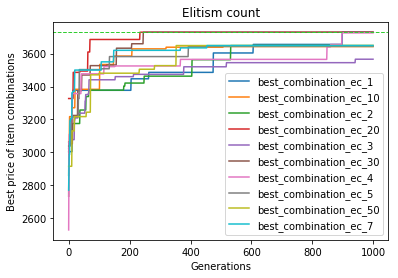 Elitism count
Best price of item combinations
3600
3400
3200
3000
2800
2600
best_combination_ec_1
best_combination_ec_10
best_combination_ec_2
best_combination_ec_20
best_combination_ec_3
best_combination_ec_30
best_combination_ec_4
best_combination_ec_5
best_combination_ec_50
best_combination_ec_7
0 200 400 600 800 1000
Generations